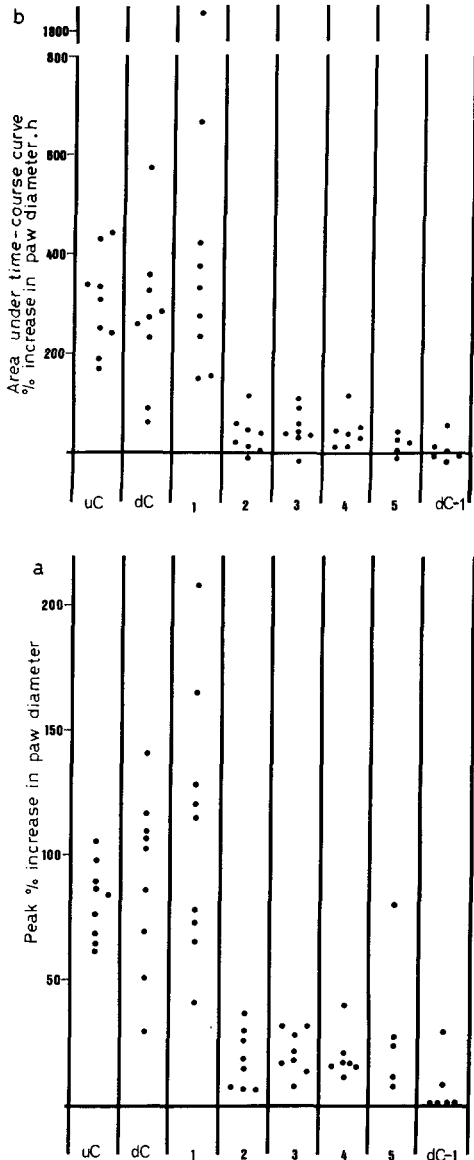 b
Area under time-course curve
% increase in paw diameter.h
1800
800
600
400
200
uC dC 1 2 3 4 5 dC-1
a
Peak % increase in paw diameter
200
150
100
50
uC dC 1 2 3 4 5 dC-1